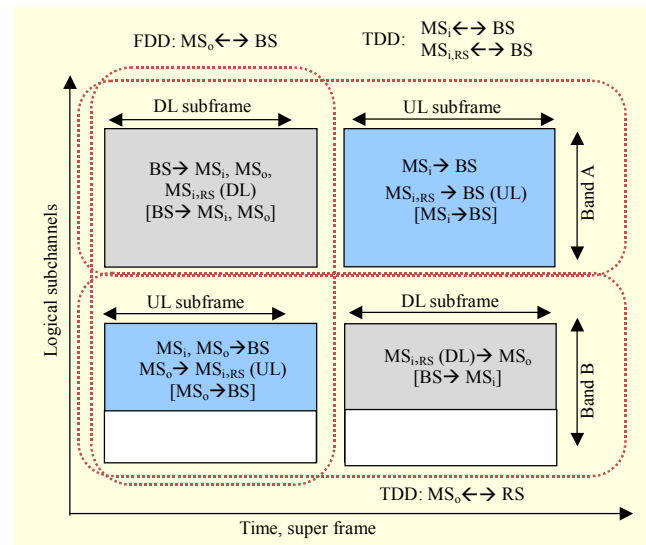 FDD: MSo←→ BS
TDD: MSi←→ BS
MSi,RS←→ BS
DL subframe
UL subframe
BS→ MSi, MSo,
MSi,RS (DL)
[BS→ MSi, MSo]
MSi→ BS
MSi,RS → BS (UL)
[MSi→BS]
Band A
Logical subchannels
UL subframe
DL subframe
MSi, MSo→BS
MSo→ MSi,RS (UL)
[MSo→BS]
MSi,RS (DL)→ MSo
[BS→ MSi]
Band B
TDD: MSo←→ RS
Time, super frame